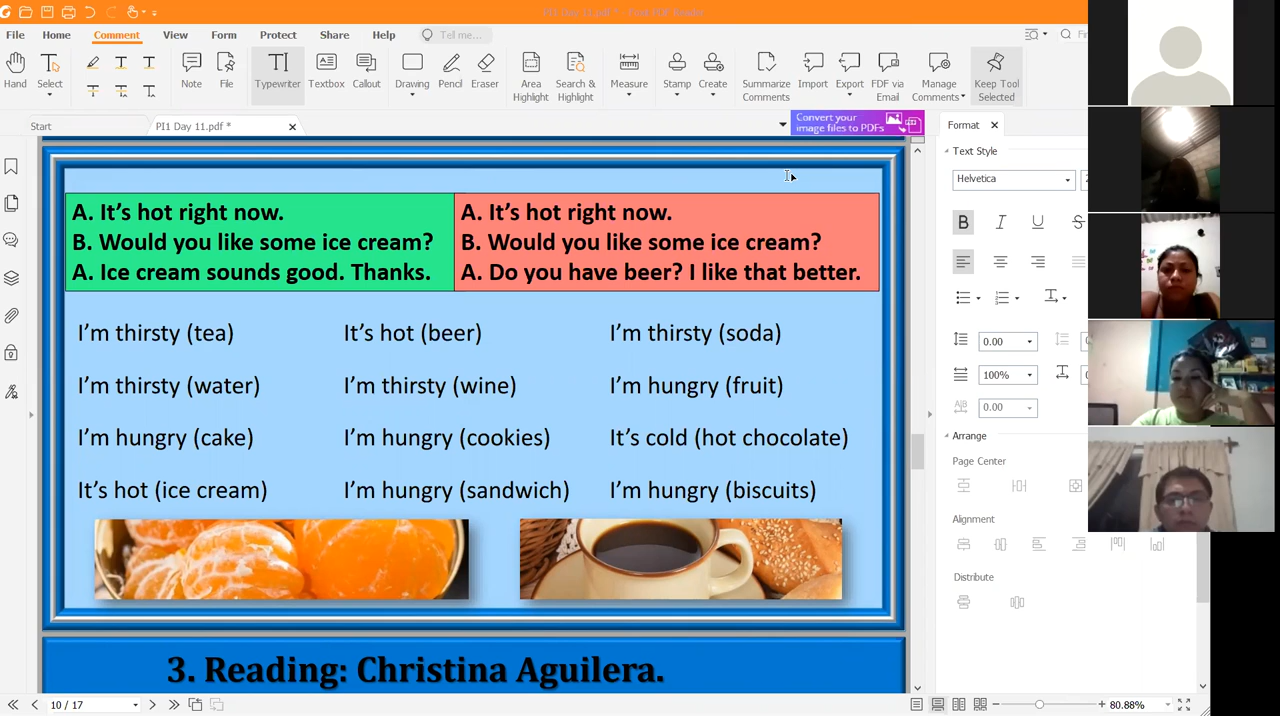 PI1 Day 11.pdf * - Foxit PDF Reader
File Home Comment View Form Protect Share Help Tell me...
Hand Select Note File Typewriter Textbox Callout Drawing Pencil Eraser Area Highlight Search & Highlight Measure Stamp Create Summarize Comments Import Export FDF via Email Manage Comments Keep Tool Selected
Start PI1 Day 11.pdf *
Convert your
image files to PDFs
Format
Text Style
Helvetica
B I U S
0.00
100%
0.00
Arrange
Page Center
Alignment
Distribute
A. It’s hot right now.
B. Would you like some ice cream?
A. Ice cream sounds good. Thanks.
A. It’s hot right now.
B. Would you like some ice cream?
A. Do you have beer? I like that better.
I’m thirsty (tea) It’s hot (beer) I’m thirsty (soda)
I’m thirsty (water) I’m thirsty (wine) I’m hungry (fruit)
I’m hungry (cake) I’m hungry (cookies) It’s cold (hot chocolate)
It’s hot (ice cream) I’m hungry (sandwich) I’m hungry (biscuits)
3. Reading: Christina Aguilera.
10 / 17
80.88%